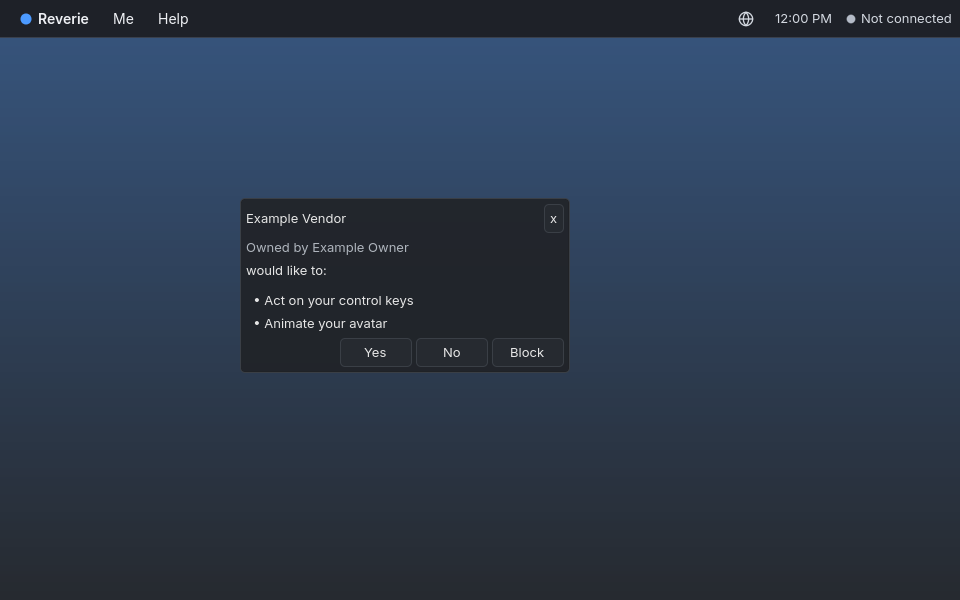 Reverie Me Help 12:00 PM Not connected
Example Vendor x
Owned by Example Owner
would like to:
• Act on your control keys
• Animate your avatar
Yes No Block